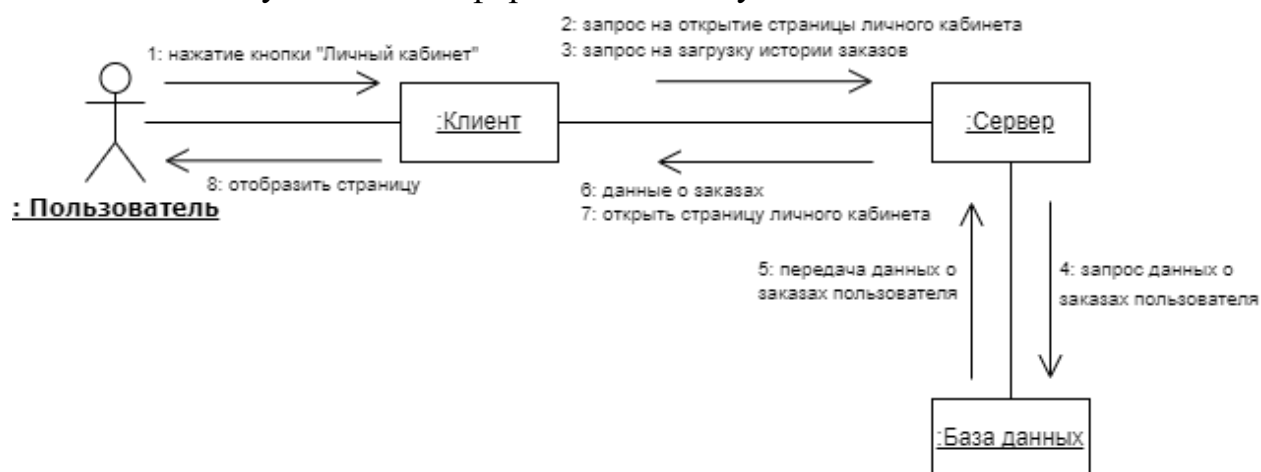 2: запрос на открытие страницы личного кабинета
1: нажатие кнопки "Личный кабинет"
3: запрос на загрузку истории заказов
:Клиент
:Сервер
8: отобразить страницу
: Пользователь
6: данные о заказах
7: открыть страницу личного кабинета
5: передача данных о
заказах пользователя
4: запрос данных о
заказах пользователя
:База данных